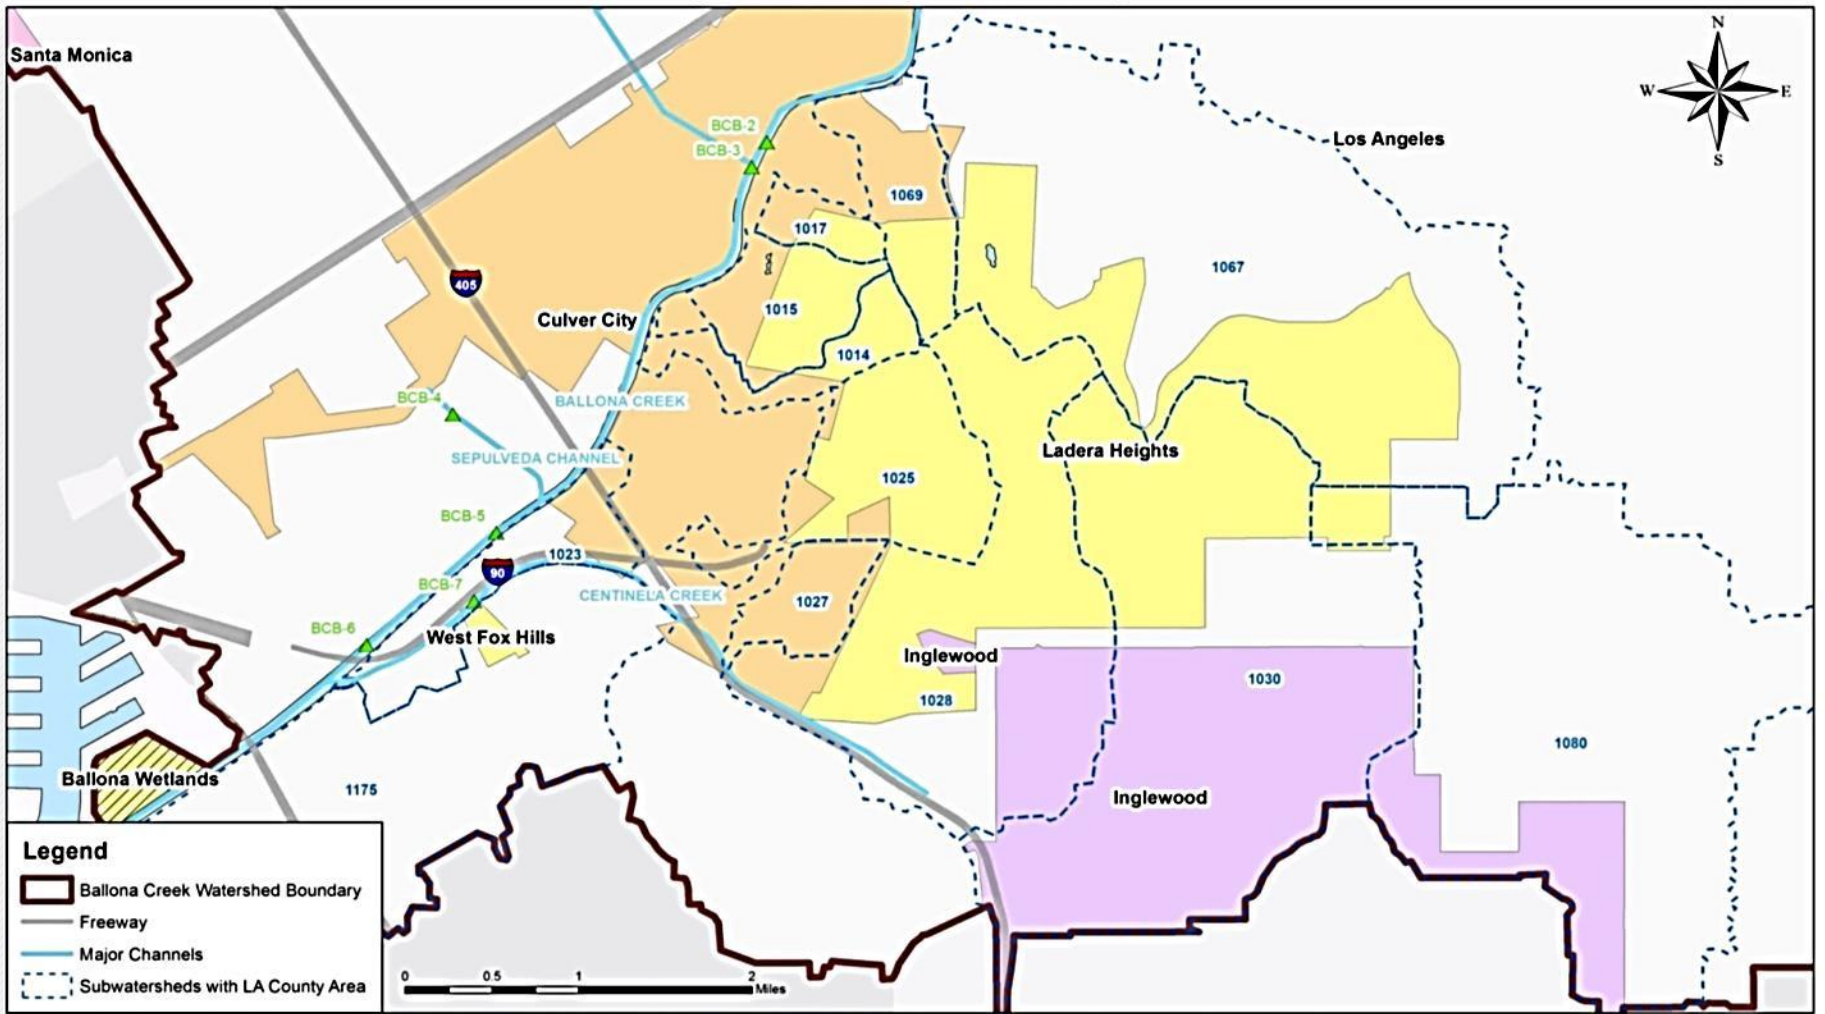 N
W
E
S
Santa Monica
Los Angeles
BCB-2
BCB-3
1069
1017
1067
405
Culver City
1015
1014
BCB-4
BALLONA CREEK
Ladera Heights
SEPULVEDA CHANNEL
1025
BCB-5
1023
90
BCB-7
CENTINELA CREEK
1027
BCB-6
West Fox Hills
Inglewood
1030
1028
1080
Ballona Wetlands
1175
Inglewood
Legend
Ballona Creek Watershed Boundary
Freeway
Major Channels
Subwatersheds with LA County Area
0 0.5 1 2
Miles